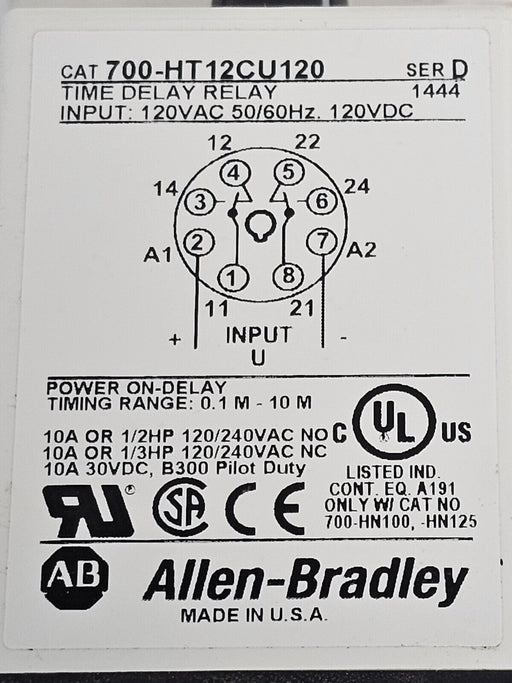 CAT 700-HT12CU120 SER D
TIME DELAY RELAY 1444
INPUT: 120VAC 50/60Hz. 120VDC
12 22
4 5
14 3 6 24
A1 2 7 A2
1 8
11 21
+ INPUT -
U
POWER ON-DELAY
TIMING RANGE: 0.1 M - 10 M
10A OR 1/2HP 120/240VAC NO
10A OR 1/3HP 120/240VAC NC
10A 30VDC, B300 Pilot Duty
C UL US
LISTED IND.
CONT. EQ. A191
ONLY W/ CAT NO
700-HN100, -HN125
RU ® SA CE
AB Allen-Bradley
MADE IN U.S.A.